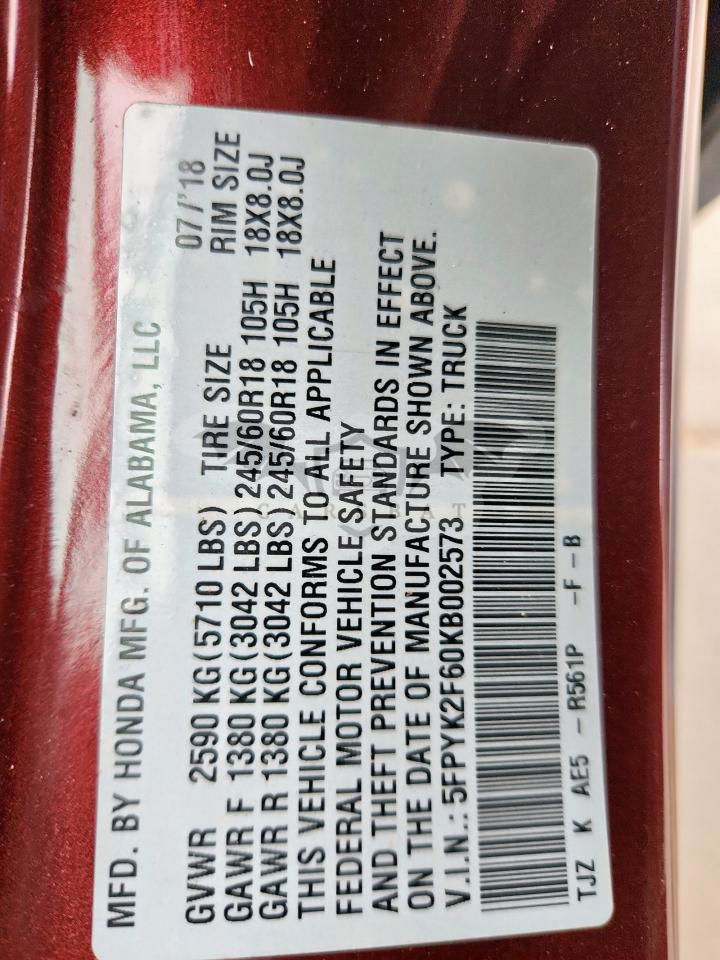 MFD. BY HONDA MFG. OF ALABAMA, LLC
07/'18
GVWR 2590 KG(5710 LBS) TIRE SIZE RIM SIZE
GAWR F 1380 KG(3042 LBS)245/60R18 105H 18X8.0J
GAWR R 1380 KG(3042 LBS)245/60R18 105H 18X8.0J
THIS VEHICLE CONFORMS TO ALL APPLICABLE
FEDERAL MOTOR VEHICLE SAFETY
AND THEFT PREVENTION STANDARDS IN EFFECT
ON THE DATE OF MANUFACTURE SHOWN ABOVE.
V.I.N.: 5FPYK2F60KB002573 TYPE: TRUCK
TJZ K AE5 - R561P -F-B